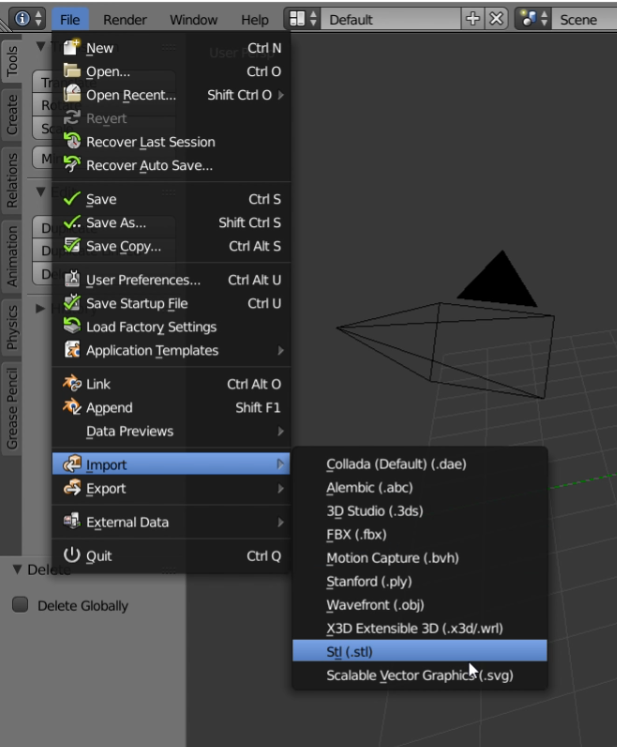 File Render Window Help Default Scene
New Ctrl N
Open... Ctrl O
Open Recent... Shift Ctrl O
Revert
Recover Last Session
Recover Auto Save...
Save Ctrl S
Save As... Shift Ctrl S
Save Copy... Ctrl Alt S
User Preferences... Ctrl Alt U
Save Startup File Ctrl U
Load Factory Settings
Application Templates
Link Ctrl Alt O
Append Shift F1
Data Previews
Import
Export
External Data
Quit Ctrl Q
Collada (Default) (.dae)
Alembic (.abc)
3D Studio (.3ds)
FBX (.fbx)
Motion Capture (.bvh)
Stanford (.ply)
Wavefront (.obj)
X3D Extensible 3D (.x3d/.wrl)
Stl (.stl)
Scalable Vector Graphics (.svg)
Tools
Create
Relations
Animation
Physics
Grease Pencil
Delete
Delete Globally